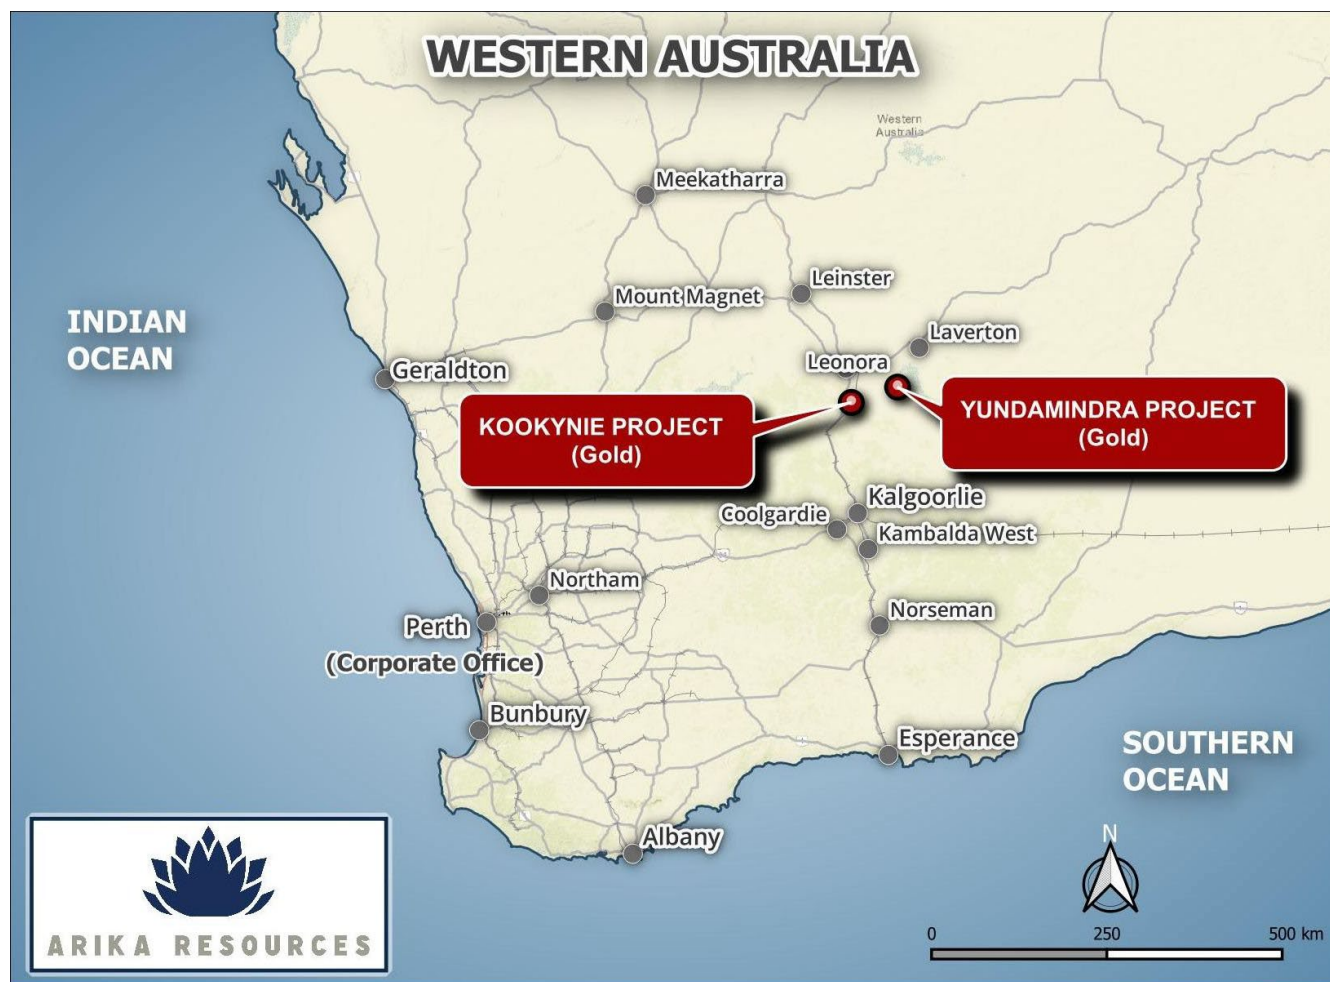 WESTERN AUSTRALIA
Western
Australia
Meekatharra
Leinster
Mount Magnet
INDIAN
OCEAN
Laverton
Leonora
Geraldton
KOOKYNIE PROJECT
(Gold)
YUNDAMINDRA PROJECT
(Gold)
Kalgoorlie
Coolgardie
Kambalda West
Northam
Norseman
Perth
(Corporate Office)
Bunbury
Esperance
SOUTHERN
OCEAN
Albany
N
ARIKA RESOURCES
0 250 500 km